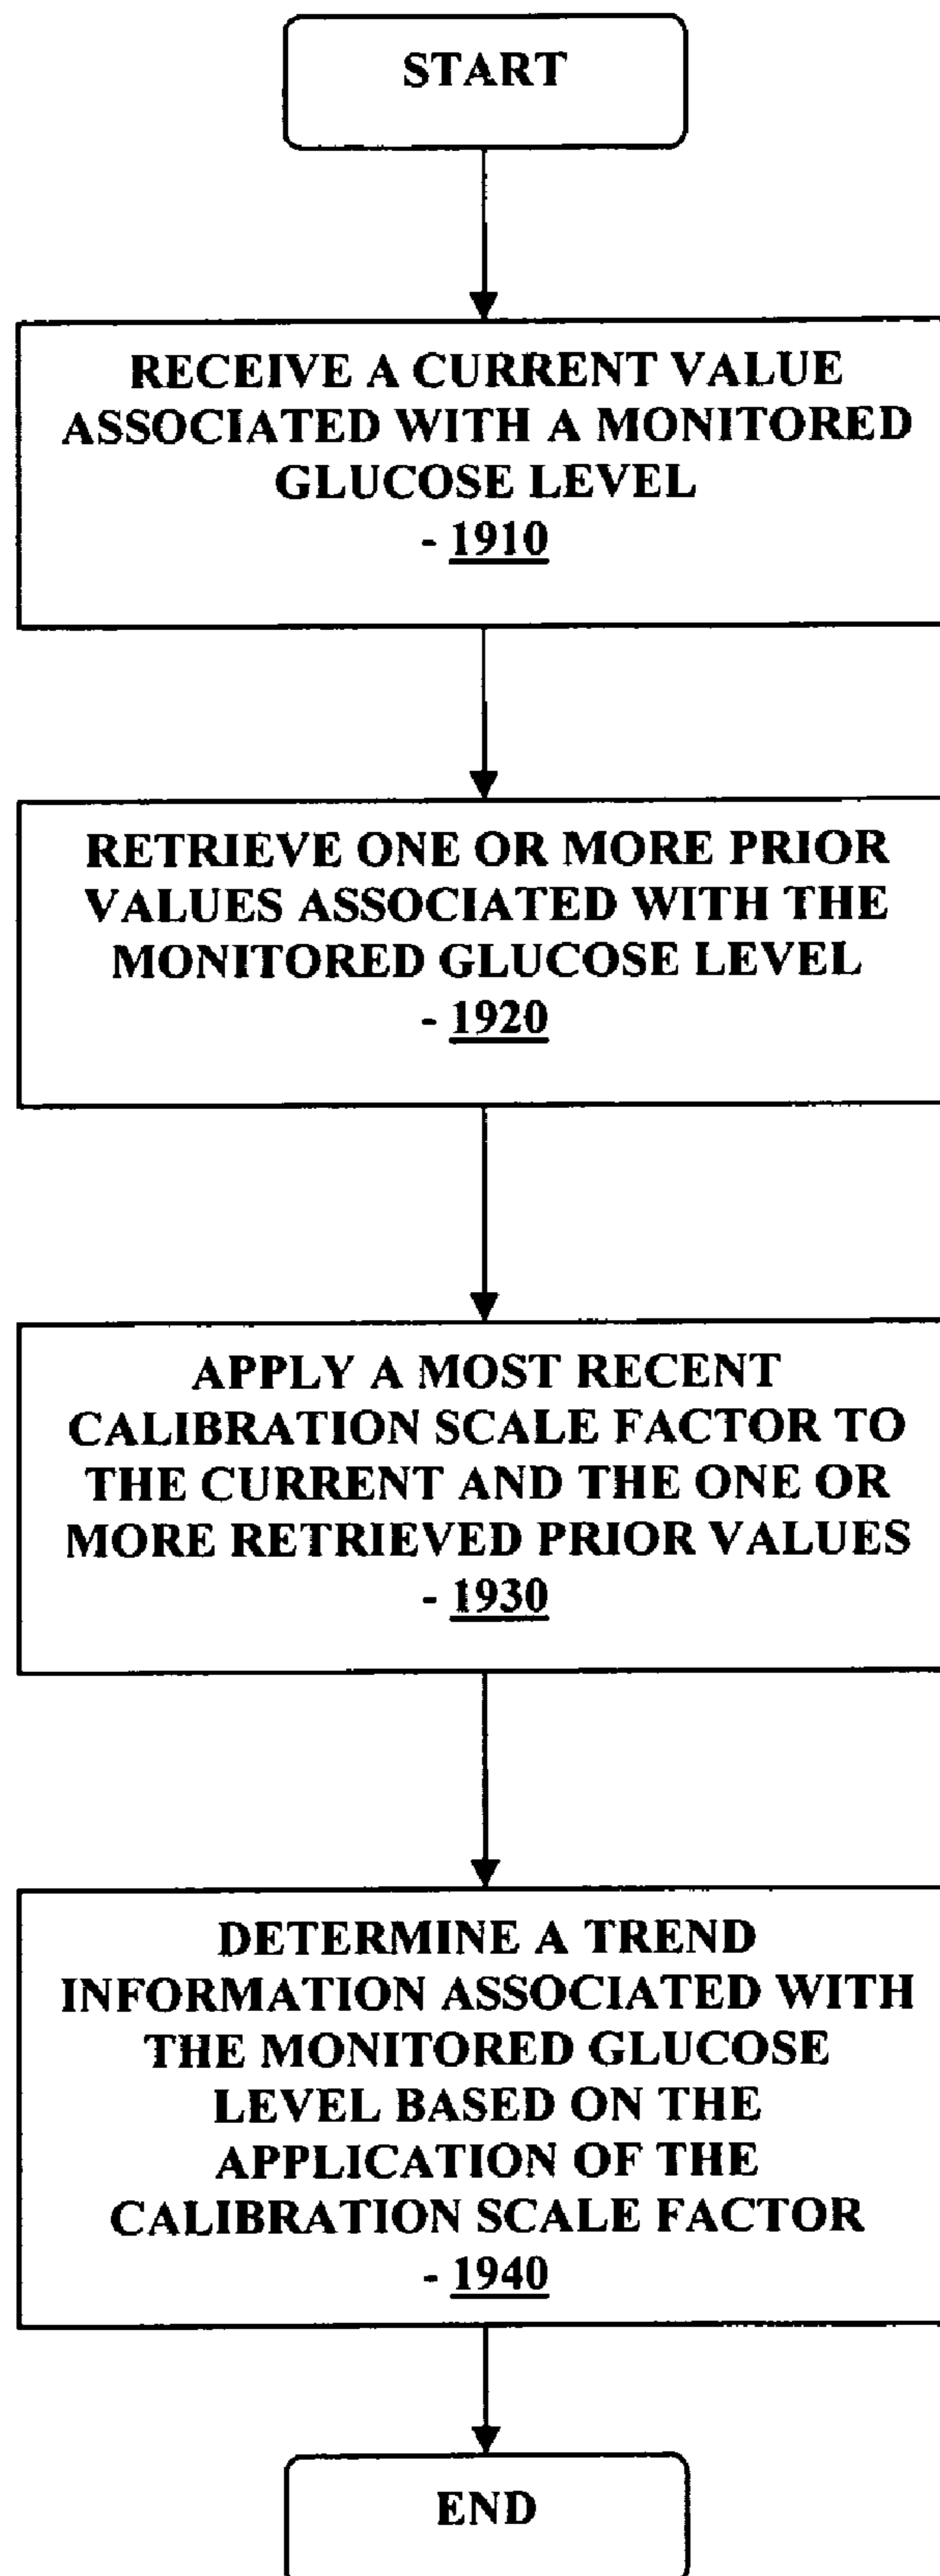 START
RECEIVE A CURRENT VALUE
ASSOCIATED WITH A MONITORED
GLUCOSE LEVEL
- 1910
RETRIEVE ONE OR MORE PRIOR
VALUES ASSOCIATED WITH THE
MONITORED GLUCOSE LEVEL
- 1920
APPLY A MOST RECENT
CALIBRATION SCALE FACTOR TO
THE CURRENT AND THE ONE OR
MORE RETRIEVED PRIOR VALUES
- 1930
DETERMINE A TREND
INFORMATION ASSOCIATED WITH
THE MONITORED GLUCOSE
LEVEL BASED ON THE
APPLICATION OF THE
CALIBRATION SCALE FACTOR
- 1940
END